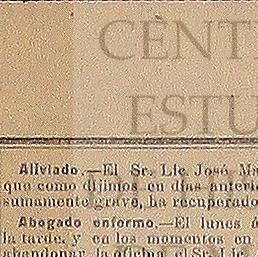 CÈNT
ESTU
Aliviado.—El Sr. Lic. José
que como dijimos en días
sumamente grave, ha recuperado
Abogado enfermo.—El lunes á
la tarde, y en los momentos en
abandonar la oficina el Sr. Lic.